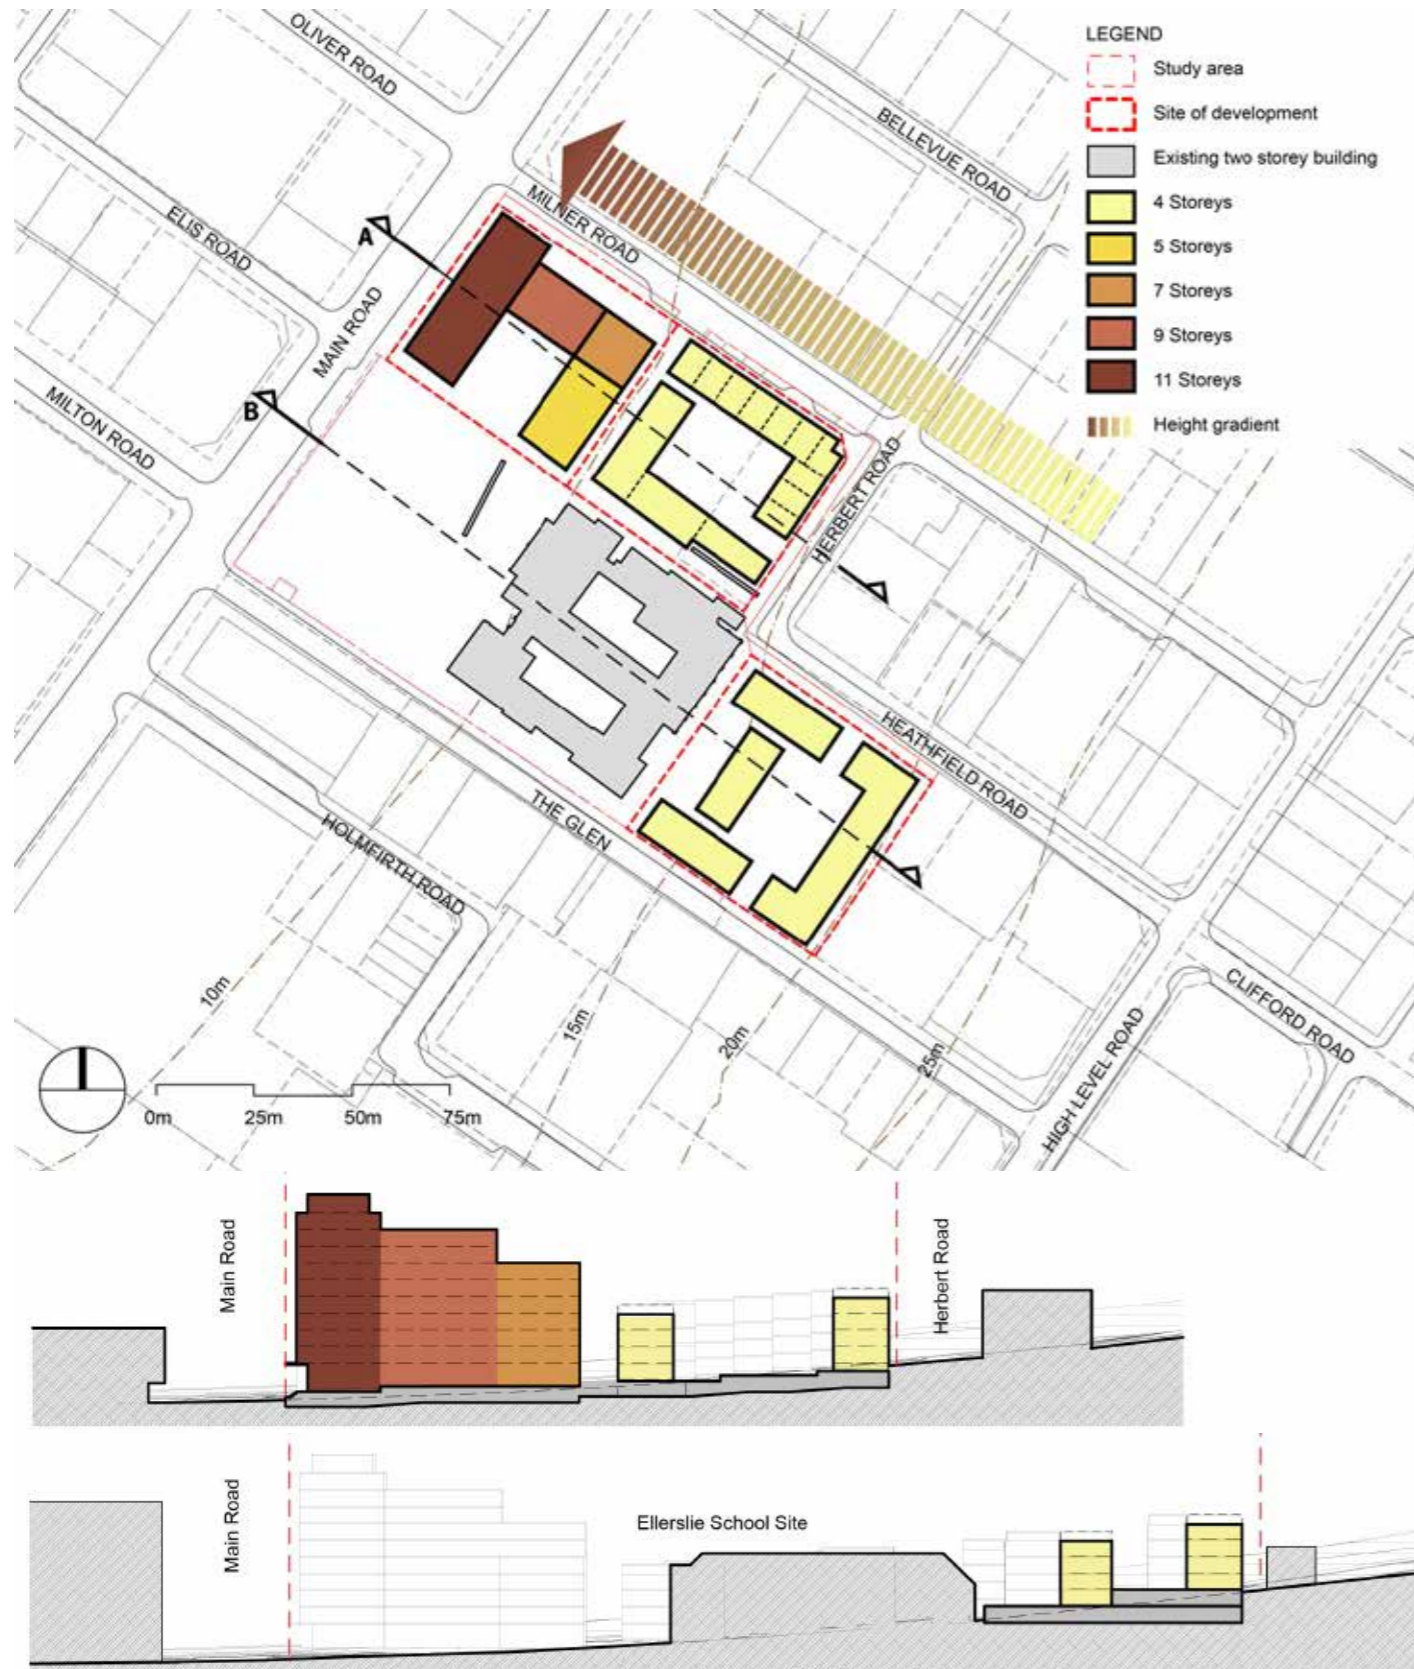 LEGEND
Study area
Site of development
Existing two storey building
4 Storeys
5 Storeys
7 Storeys
9 Storeys
11 Storeys
Height gradient
OLIVER ROAD
BELLEVUE ROAD
MILNER ROAD
ELIS ROAD
A
MAIN ROAD
B
MILTON ROAD
HERBERT ROAD
HEATHFIELD ROAD
THE GLEN
HOLMFIRTH ROAD
CLIFFORD ROAD
HIGH LEVEL ROAD
10m
15m
20m
25m
0m 25m 50m 75m
Main Road
Herbert Road
Main Road
Ellerslie School Site